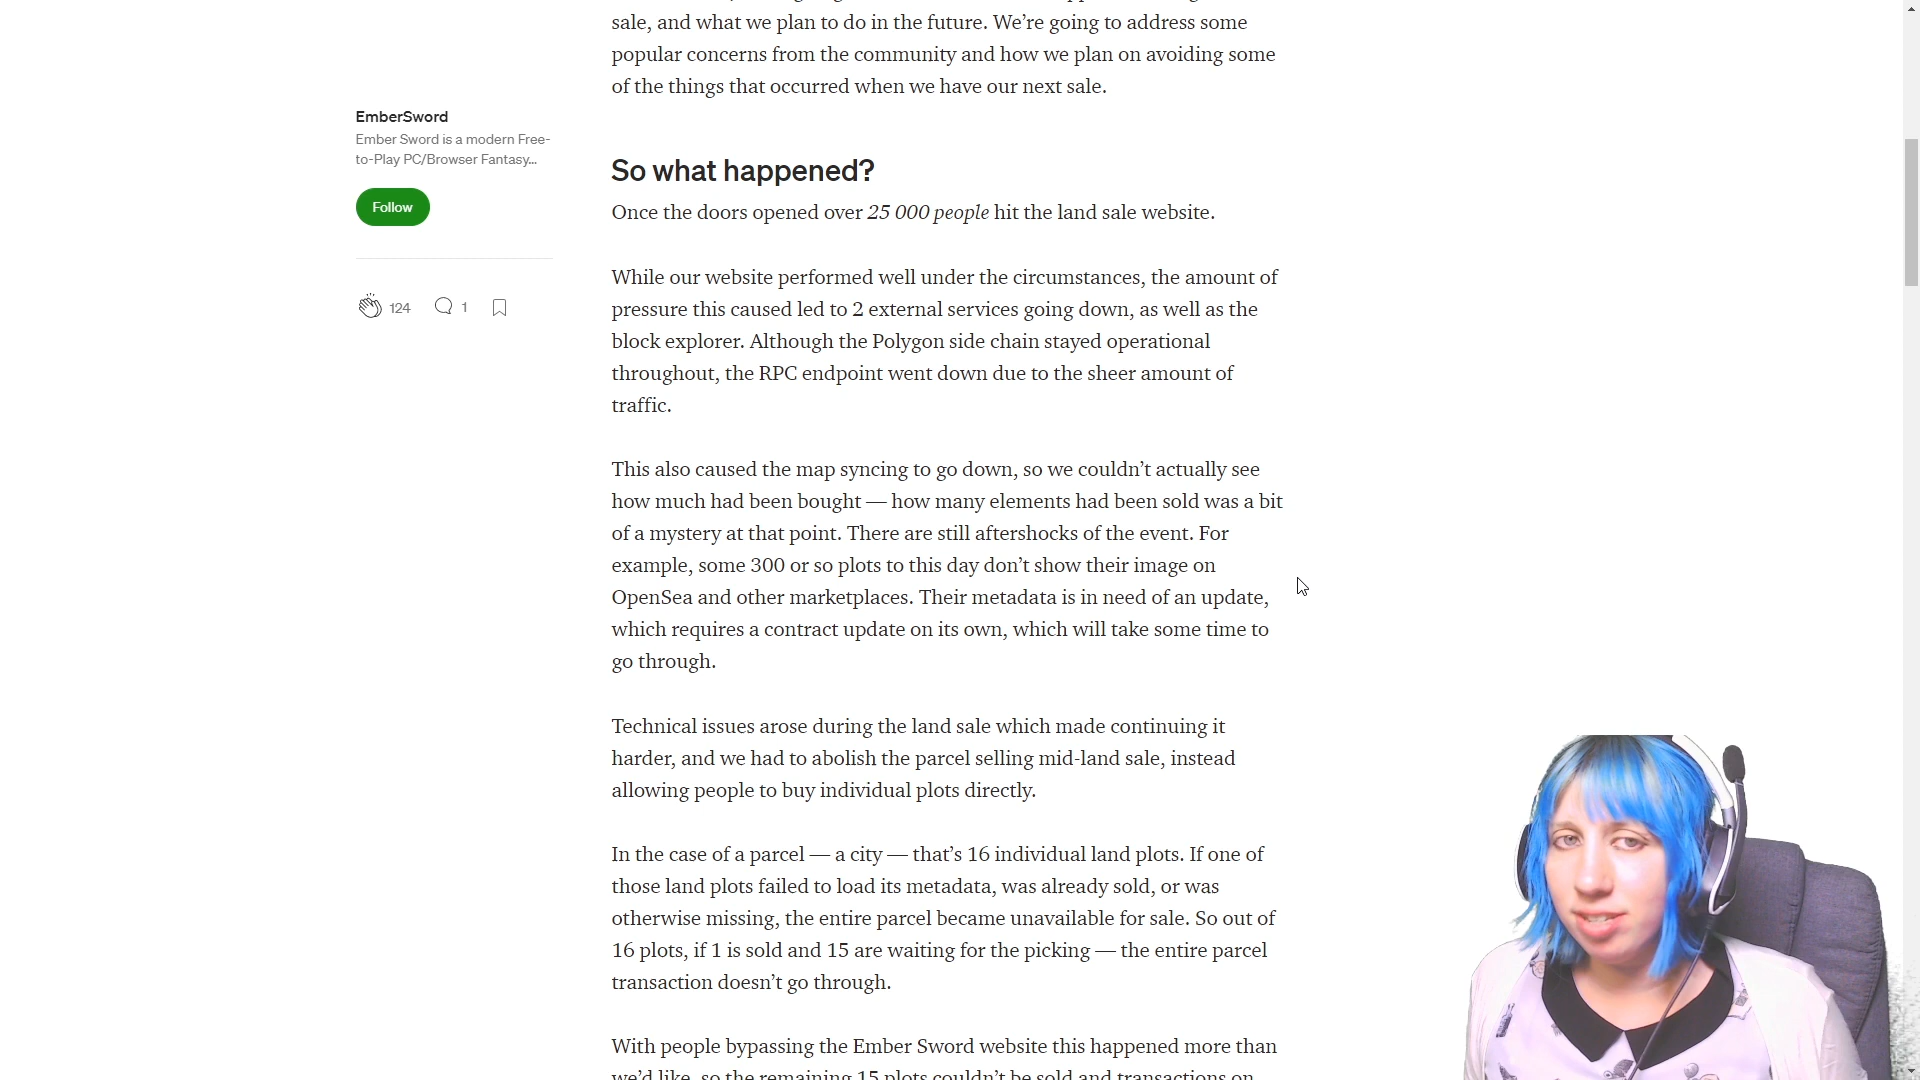 sale, and what we plan to do in the future. We’re going to address some
popular concerns from the community and how we plan on avoiding some
of the things that occurred when we have our next sale.
EmberSword
Ember Sword is a modern Free-
to-Play PC/Browser Fantasy...
Follow
124
1
So what happened?
Once the doors opened over 25 000 people hit the land sale website.
While our website performed well under the circumstances, the amount of
pressure this caused led to 2 external services going down, as well as the
block explorer. Although the Polygon side chain stayed operational
throughout, the RPC endpoint went down due to the sheer amount of
traffic.
This also caused the map syncing to go down, so we couldn’t actually see
how much had been bought — how many elements had been sold was a bit
of a mystery at that point. There are still aftershocks of the event. For
example, some 300 or so plots to this day don’t show their image on
OpenSea and other marketplaces. Their metadata is in need of an update,
which requires a contract update on its own, which will take some time to
go through.
Technical issues arose during the land sale which made continuing it
harder, and we had to abolish the parcel selling mid-land sale, instead
allowing people to buy individual plots directly.
In the case of a parcel — a city — that’s 16 individual land plots. If one of
those land plots failed to load its metadata, was already sold, or was
otherwise missing, the entire parcel became unavailable for sale. So out of
16 plots, if 1 is sold and 15 are waiting for the picking — the entire parcel
transaction doesn’t go through.
With people bypassing the Ember Sword website this happened more than
we’d like, so the remaining 15 plots couldn’t be sold and transactions on